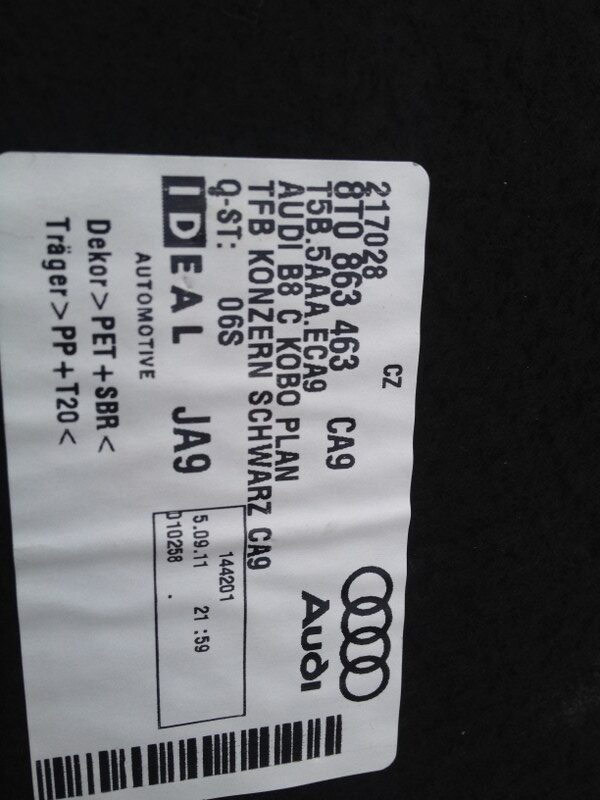 217028 CZ
8T0 863 463 CA9
T5B.5AAA.ECA9
AUDI B8 C KOBO PLAN
TFB KONZERN SCHWARZ CA9
Q-ST: 06S
IDEAL JA9
AUTOMOTIVE
Dekor>PET+SBR<
Träger>PP+T20<
Audi
144201
5.09.11 21:59
010258 .